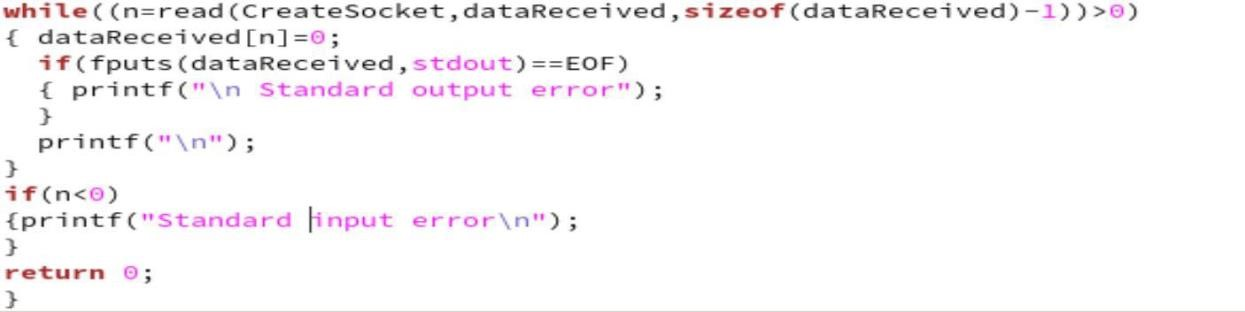 while((n=read(CreateSocket,dataReceived,sizeof(dataReceived)-1))>0)
{ dataReceived[n]=0;
if(fputs(dataReceived,stdout)==EOF)
{ printf("\n Standard output error");
}
printf("\n");
}
if(n<0)
{printf("Standard input error\n");
}
return 0;
}